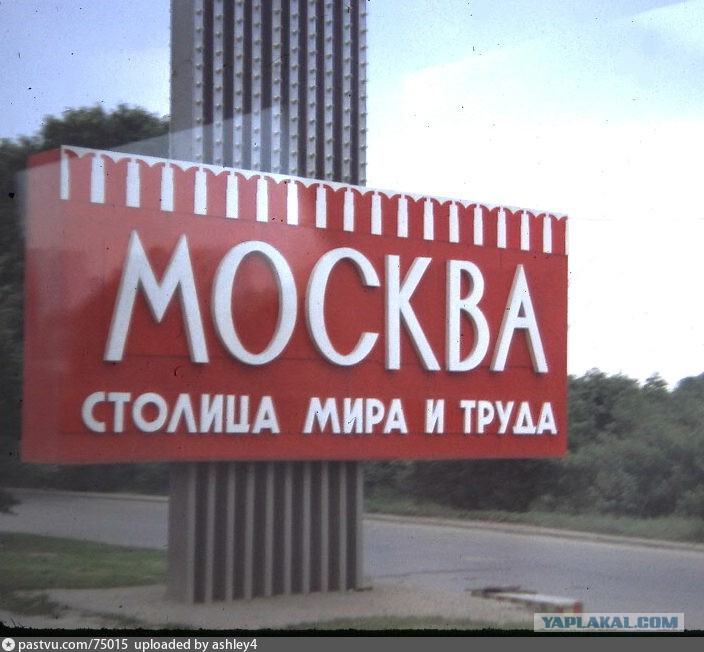 МОСКВА
СТОЛИЦА МИРА И ТРУДА
YAPLAKAL.COM
pastvu.com/75015 uploaded by ashley4